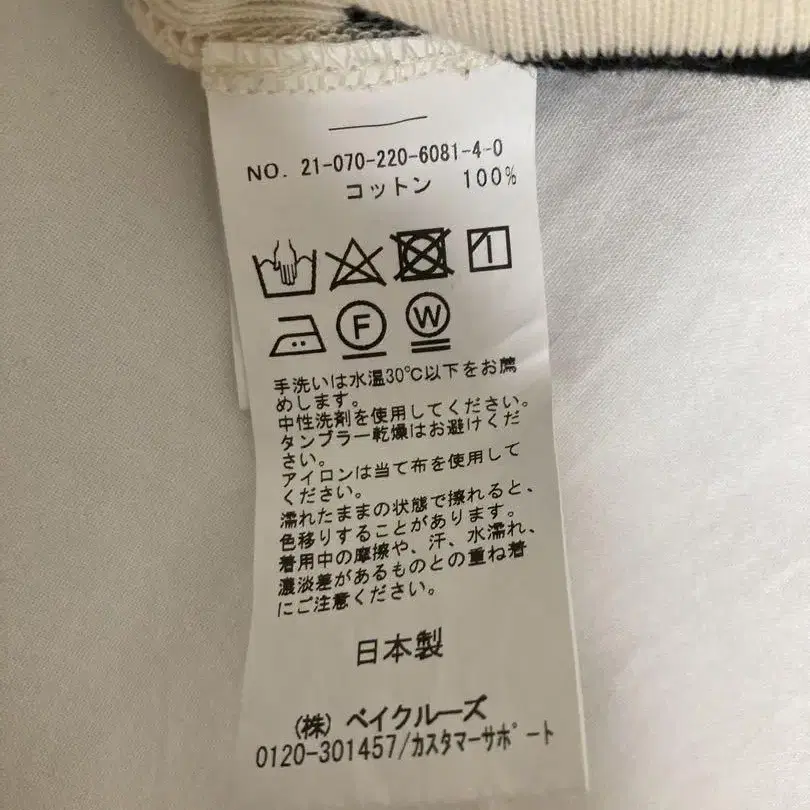 NO. 21-070-220-6081-4-0
コットン 100%
F
W
手洗いは水温30℃以下をお薦
めします。
中性洗剤を使用してください。
タンブラー乾燥はお避けくだ
さい。
アイロンは当て布を使用して
ください。
濡れたままの状態で擦れると、
色移りすることがあります。
着用中の摩擦や、汗、水濡れ、
濃淡差があるものとの重ね着
にご注意ください。
日本製
(株) ベイクルーズ
0120-301457/カスタマーサポート